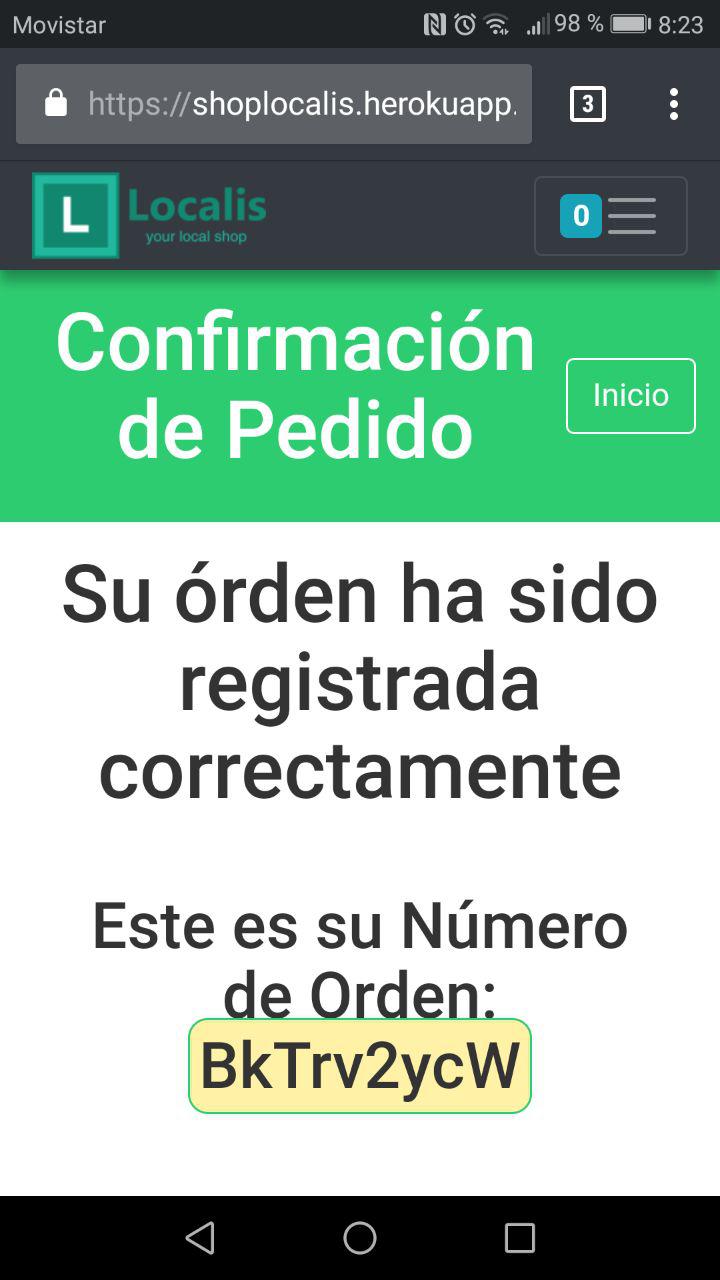 Movistar 98 % 8:23
https://shoplocalis.herokuapp. 3
L Localis 0
your local shop
Confirmación
de Pedido
Inicio
Su órden ha sido
registrada
correctamente
Este es su Número
de Orden:
BkTrv2ycW